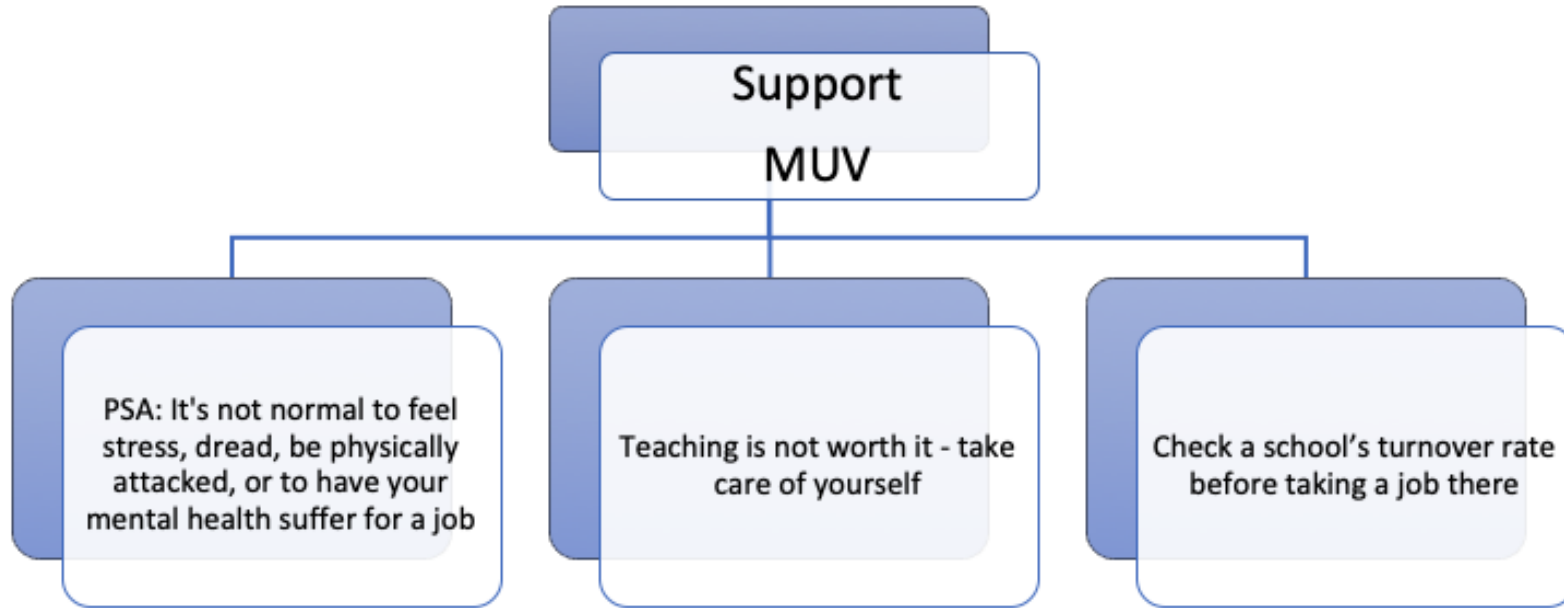 Support
MUV
PSA: It's not normal to feel
stress, dread, be physically
attacked, or to have your
mental health suffer for a job
Teaching is not worth it - take
care of yourself
Check a school’s turnover rate
before taking a job there